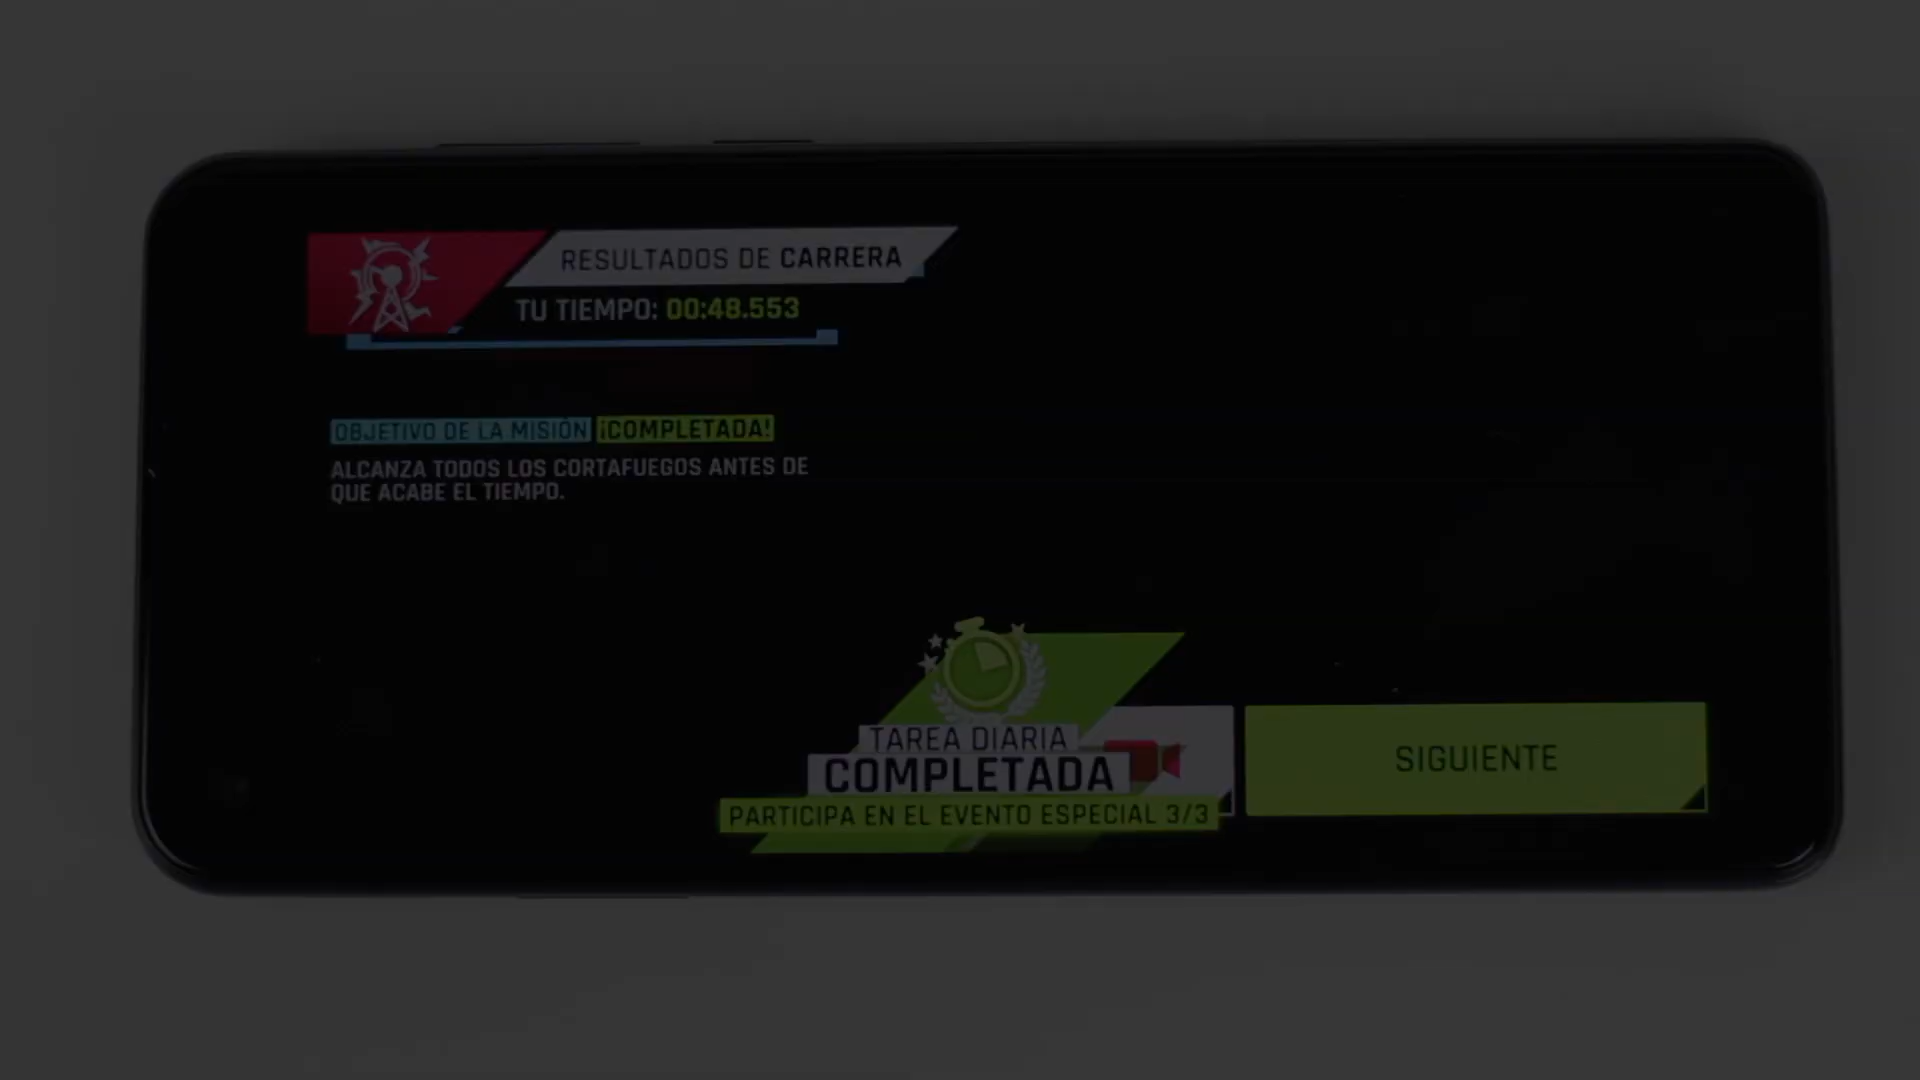 RESULTADOS DE CARRERA
TU TIEMPO: 00:48.553
OBJETIVO DE LA MISIÓN ¡COMPLETADA!
ALCANZA TODOS LOS CORTAFUEGOS ANTES DE
QUE ACABE EL TIEMPO.
TAREA DIARIA
COMPLETADA
PARTICIPA EN EL EVENTO ESPECIAL 3/3
SIGUIENTE